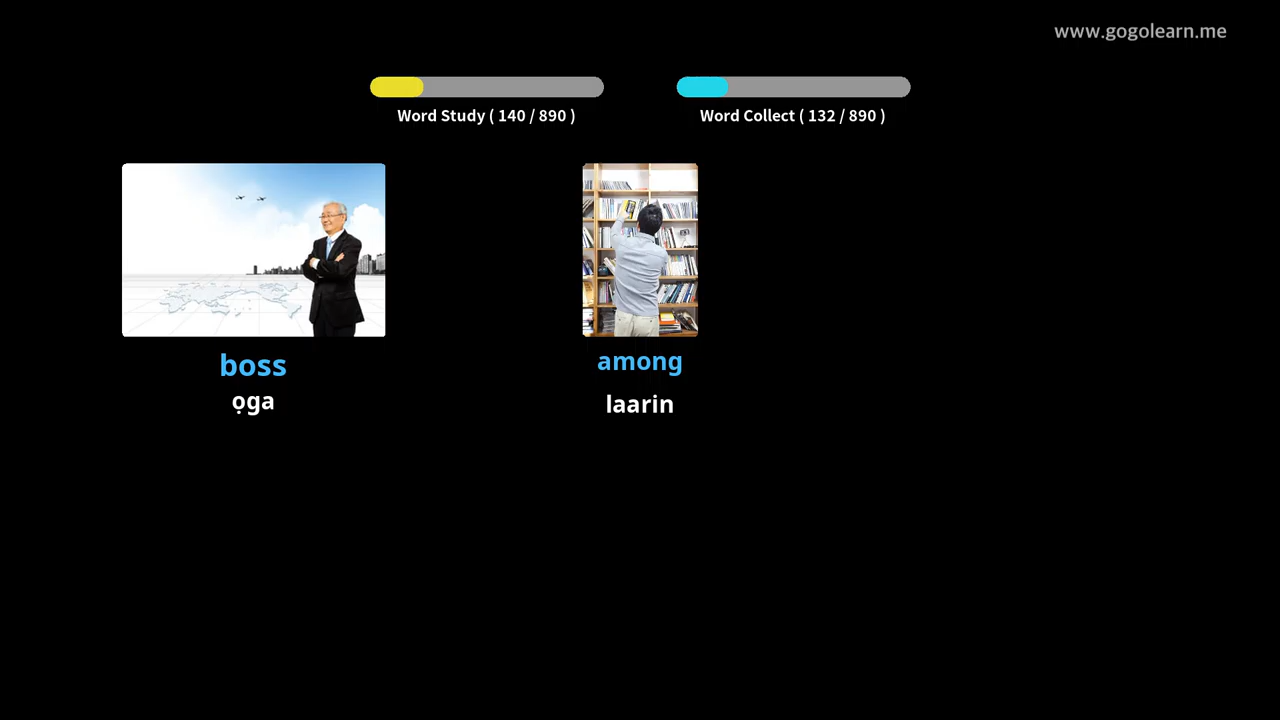 www.gogolearn.me
Word Study ( 140 / 890 )
Word Collect ( 132 / 890 )
boss
ọga
among
laarin